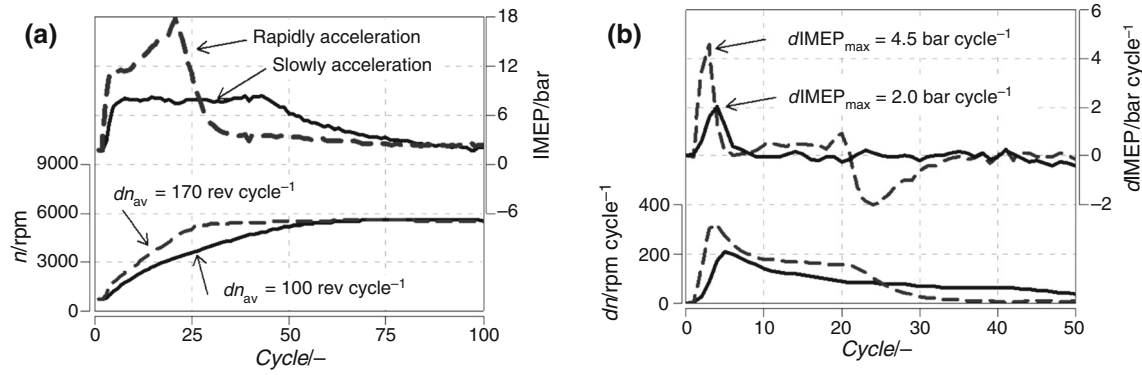 (a)
Rapidly acceleration
Slowly acceleration
18
12
6
0
−6
IMEP/bar
9000
6000
3000
0
n/rpm
dn_av = 170 rev cycle⁻¹
dn_av = 100 rev cycle⁻¹
0 25 50 75 100
Cycle/–
(b)
dIMEP_max = 4.5 bar cycle⁻¹
dIMEP_max = 2.0 bar cycle⁻¹
6
4
2
0
−2
dIMEP/bar cycle⁻¹
400
200
0
dn/rpm cycle⁻¹
0 10 20 30 40 50
Cycle/–